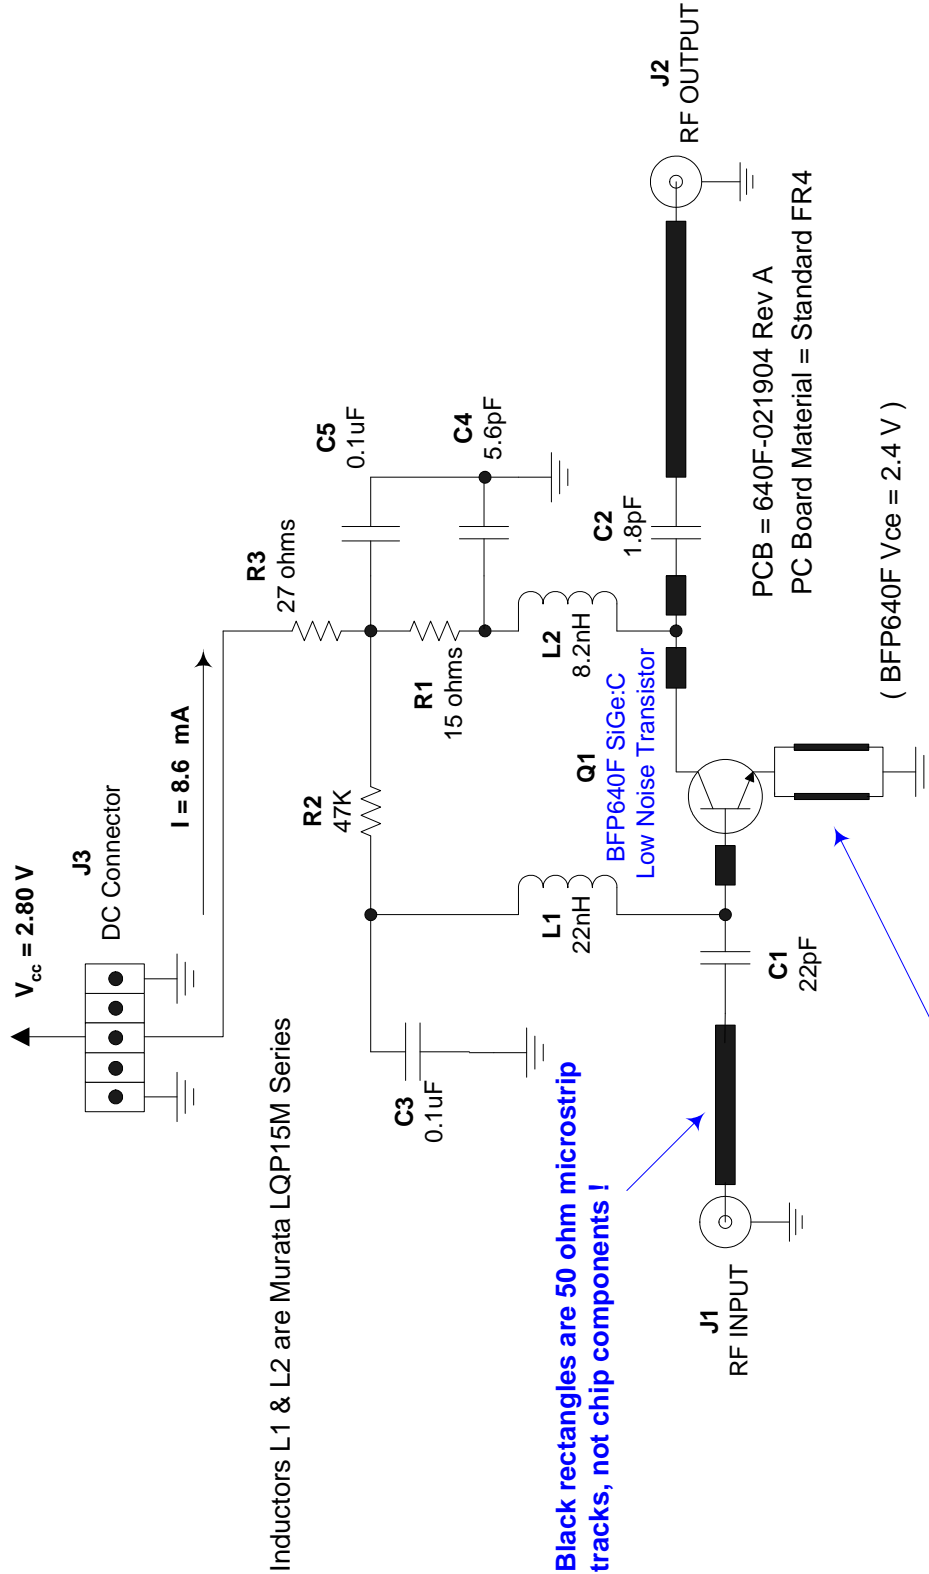 V_cc = 2.80 V
J3
DC Connector
I = 8.6 mA
Inductors L1 & L2 are Murata LQP15M Series
R3
27 ohms
C5
0.1uF
R2
47K
R1
15 ohms
C4
5.6pF
C3
0.1uF
L1
22nH
L2
8.2nH
Q1
BFP640F SiGe:C
Low Noise Transistor
C2
1.8pF
J2
RF OUTPUT
Black rectangles are 50 ohm microstrip
tracks, not chip components !
J1
RF INPUT
C1
22pF
PCB = 640F-021904 Rev A
PC Board Material = Standard FR4
( BFP640F Vce = 2.4 V )